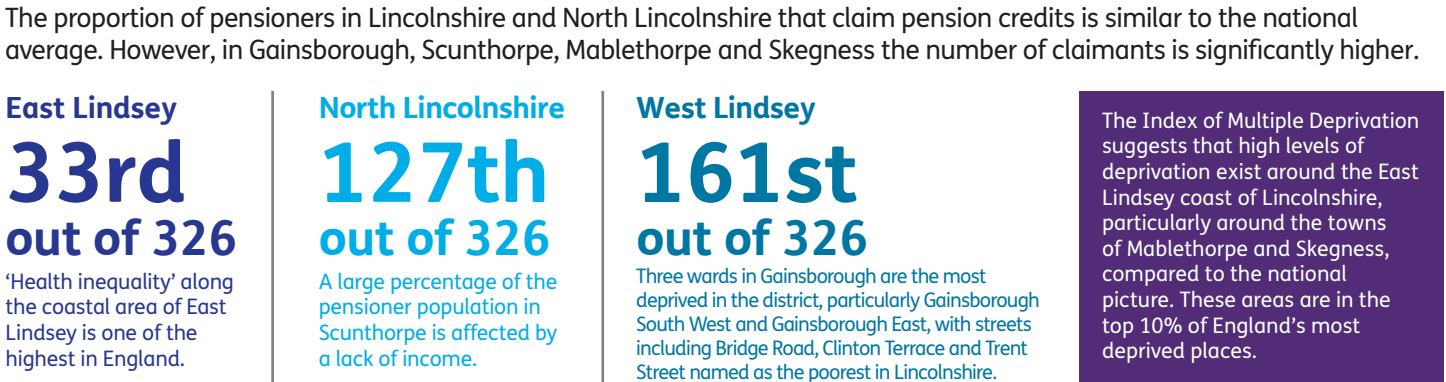 The proportion of pensioners in Lincolnshire and North Lincolnshire that claim pension credits is similar to the national
average. However, in Gainsborough, Scunthorpe, Mablethorpe and Skegness the number of claimants is significantly higher.
East Lindsey
33rd
out of 326
‘Health inequality’ along
the coastal area of East
Lindsey is one of the
highest in England.
North Lincolnshire
127th
out of 326
A large percentage of the
pensioner population in
Scunthorpe is affected by
a lack of income.
West Lindsey
161st
out of 326
Three wards in Gainsborough are the most
deprived in the district, particularly Gainsborough
South West and Gainsborough East, with streets
including Bridge Road, Clinton Terrace and Trent
Street named as the poorest in Lincolnshire.
The Index of Multiple Deprivation
suggests that high levels of
deprivation exist around the East
Lindsey coast of Lincolnshire,
particularly around the towns
of Mablethorpe and Skegness,
compared to the national
picture. These areas are in the
top 10% of England’s most
deprived places.